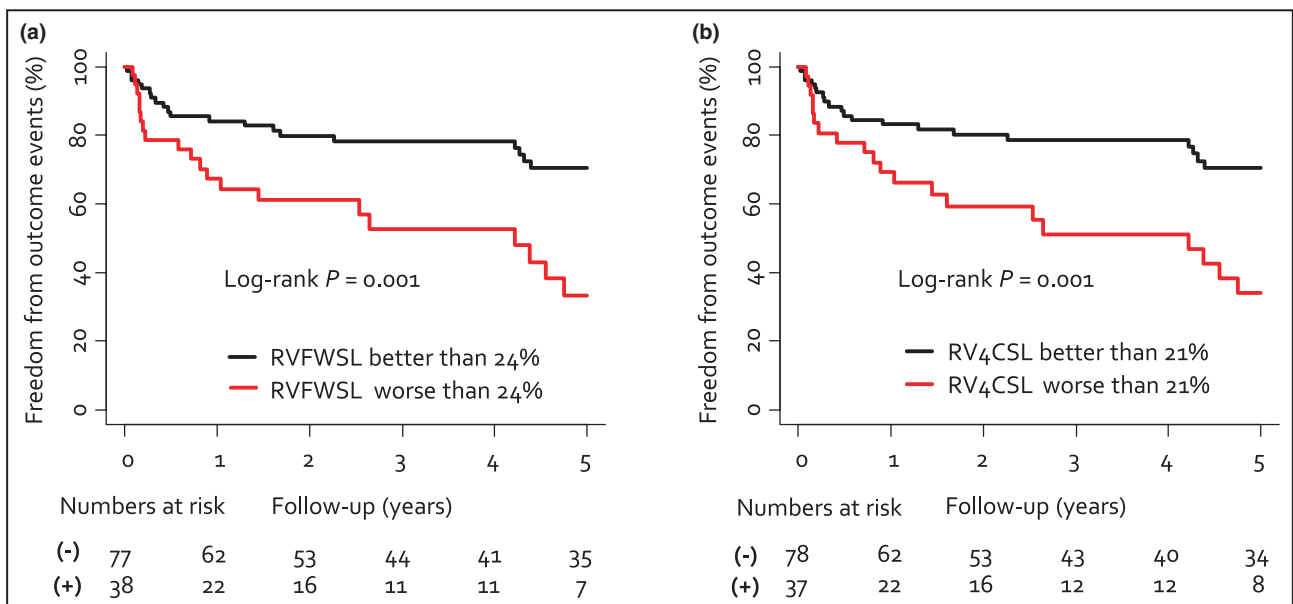 (a)
Freedom from outcome events (%)
100
80
60
40
20
0
Log-rank P = 0.001
RVFWSL better than 24%
RVFWSL worse than 24%
0 1 2 3 4 5
Numbers at risk Follow-up (years)
(-) 77 62 53 44 41 35
(+) 38 22 16 11 11 7
(b)
Freedom from outcome events (%)
100
80
60
40
20
0
Log-rank P = 0.001
RV4CSL better than 21%
RV4CSL worse than 21%
0 1 2 3 4 5
Numbers at risk Follow-up (years)
(-) 78 62 53 43 40 34
(+) 37 22 16 12 12 8